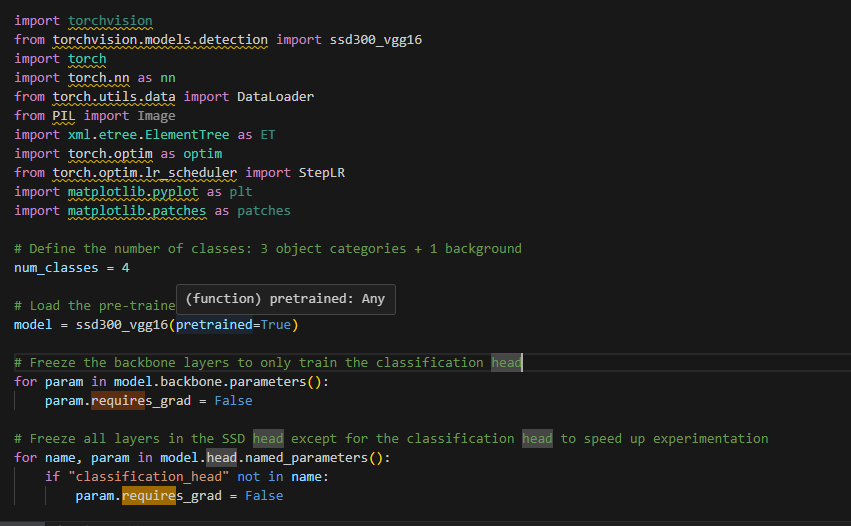 import torchvision
from torchvision.models.detection import ssd300_vgg16
import torch
import torch.nn as nn
from torch.utils.data import DataLoader
from PIL import Image
import xml.etree.ElementTree as ET
import torch.optim as optim
from torch.optim.lr_scheduler import StepLR
import matplotlib.pyplot as plt
import matplotlib.patches as patches
# Define the number of classes: 3 object categories + 1 background
num_classes = 4
(function) pretrained: Any
# Load the pre-traine
model = ssd300_vgg16(pretrained=True)
# Freeze the backbone layers to only train the classification head
for param in model.backbone.parameters():
    param.requires_grad = False
# Freeze all layers in the SSD head except for the classification head to speed up experimentation
for name, param in model.head.named_parameters():
    if "classification_head" not in name:
        param.requires_grad = False